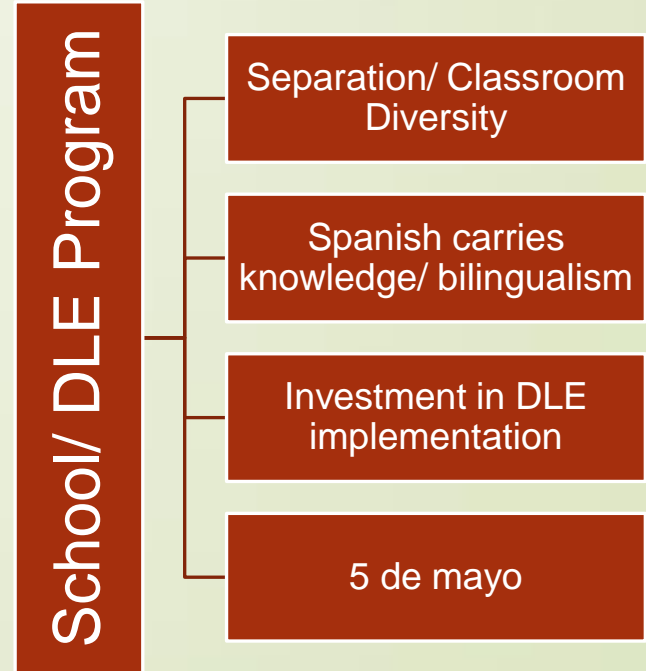 School/ DLE Program
Separation/ Classroom
Diversity
Spanish carries
knowledge/ bilingualism
Investment in DLE
implementation
5 de mayo